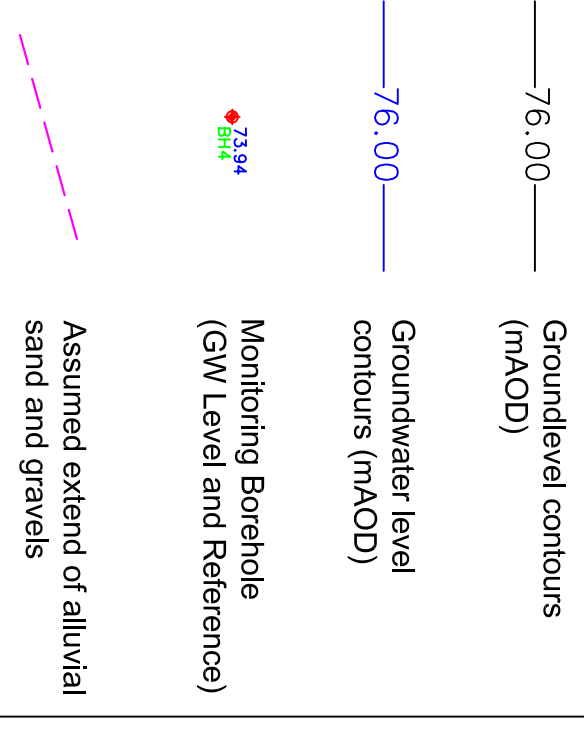 76.00
Groundlevel contours
(mAOD)
76.00
Groundwater level
contours (mAOD)
73.94
BH4
Monitoring Borehole
(GW Level and Reference)
Assumed extend of alluvial
sand and gravels